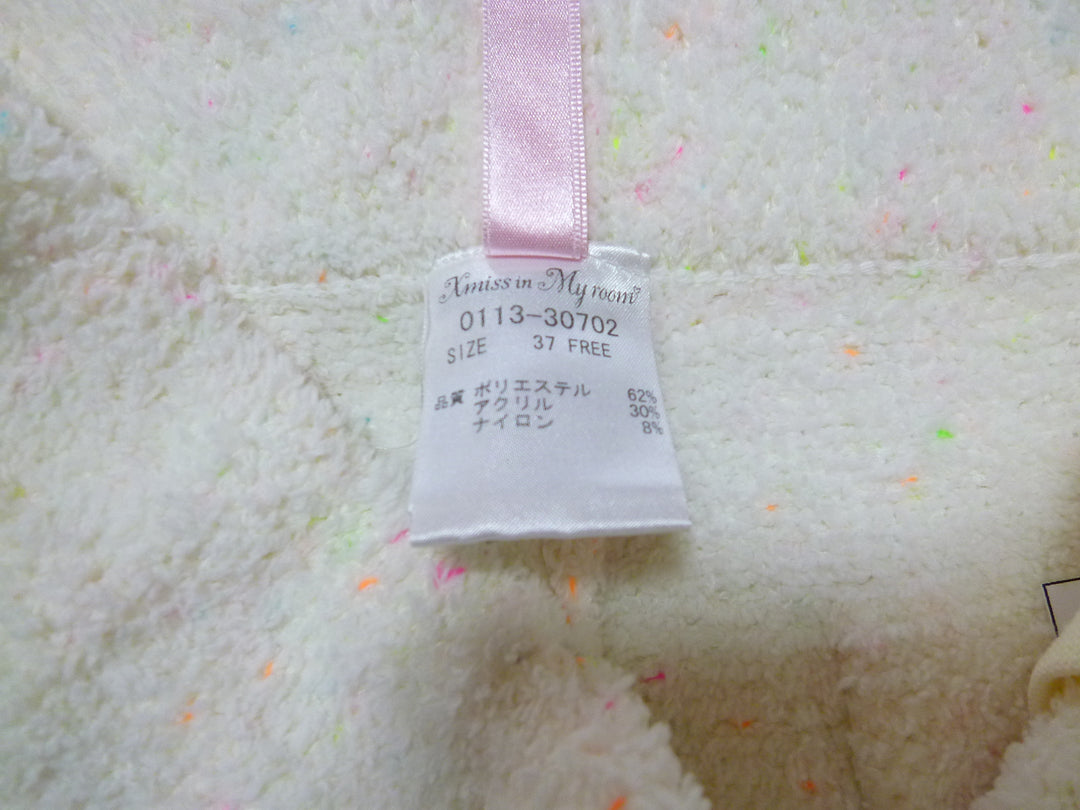 Xmiss in My room
0113-30702
SIZE 37 FREE
品質 ポリエステル 62%
アクリル 30%
ナイロン 8%